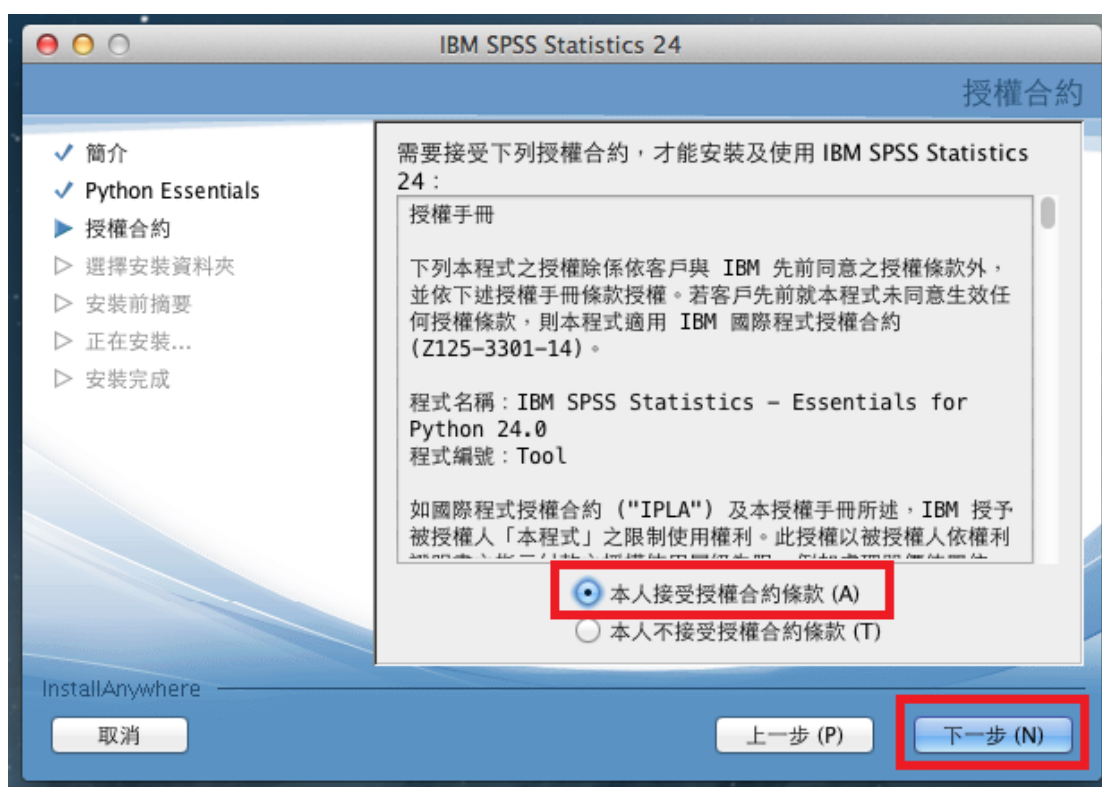 IBM SPSS Statistics 24
授權合約
簡介
Python Essentials
授權合約
選擇安裝資料夾
安裝前摘要
正在安裝...
安裝完成
需要接受下列授權合約,才能安裝及使用 IBM SPSS Statistics
24:
授權手冊
下列本程式之授權除係依客戶與 IBM 先前同意之授權條款外,
並依下述授權手冊條款授權。若客戶先前就本程式未同意生效任
何授權條款,則本程式適用 IBM 國際程式授權合約
(Z125-3301-14)。
程式名稱:IBM SPSS Statistics – Essentials for
Python 24.0
程式編號:Tool
如國際程式授權合約 ("IPLA") 及本授權手冊所述,IBM 授予
被授權人「本程式」之限制使用權利。此授權以被授權人依權利
本人接受授權合約條款 (A)
本人不接受授權合約條款 (T)
InstallAnywhere
取消
上一步 (P)
下一步 (N)